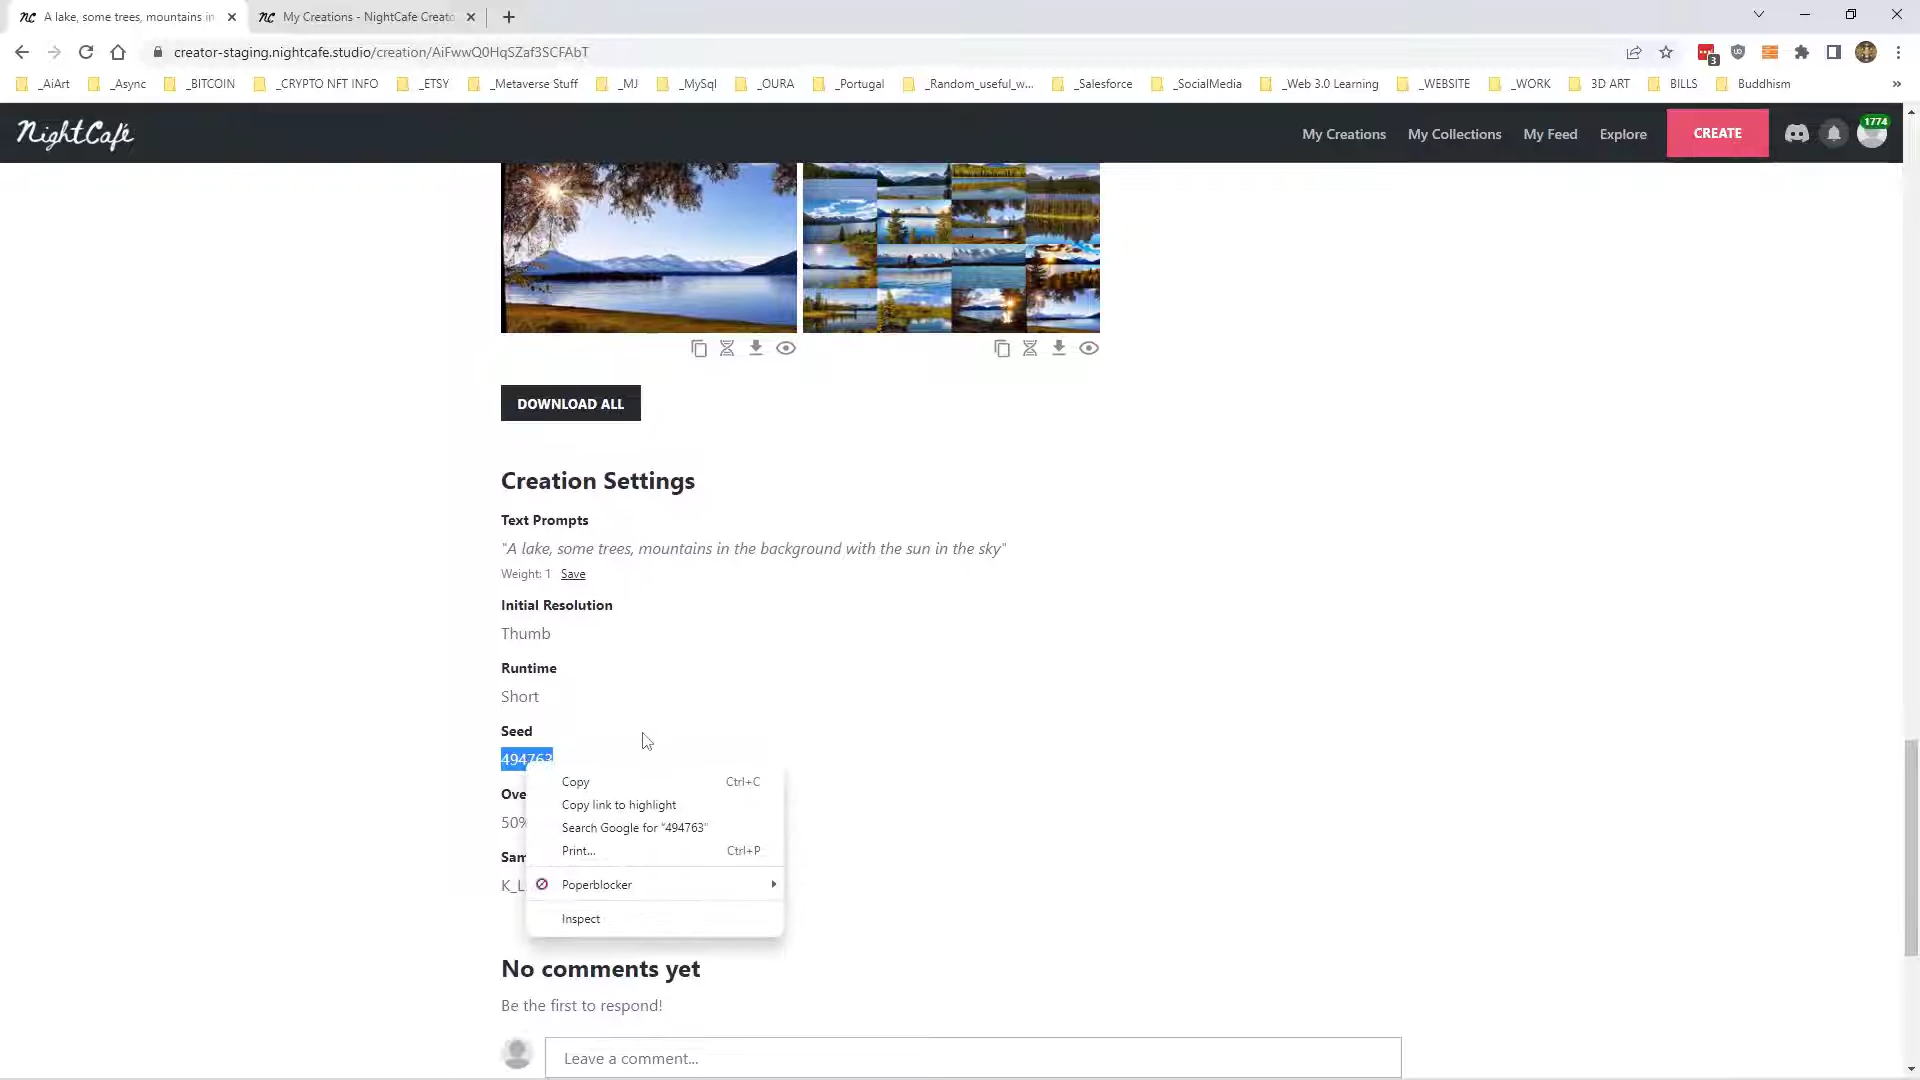 A lake, some trees, mountains in
My Creations - NightCafe Creato
creator-staging.nightcafe.studio/creation/AiFwwQ0HqSZaf3SCFAbT
3
_AiArt _Async _BITCOIN _CRYPTO NFT INFO _ETSY _Metaverse Stuff _MJ _MySql _OURA _Portugal _Random_useful_w... _Salesforce _SocialMedia _Web 3.0 Learning _WEBSITE _WORK 3D ART BILLS Buddhism »
NightCafé My Creations My Collections My Feed Explore CREATE 1774
DOWNLOAD ALL
Creation Settings
Text Prompts
"A lake, some trees, mountains in the background with the sun in the sky"
Weight: 1 Save
Initial Resolution
Thumb
Runtime
Short
Seed
494763
Copy Ctrl+C
Ove
Copy link to highlight
50%
Search Google for "494763"
Print... Ctrl+P
Sam
K_L
Poperblocker
Inspect
No comments yet
Be the first to respond!
Leave a comment...